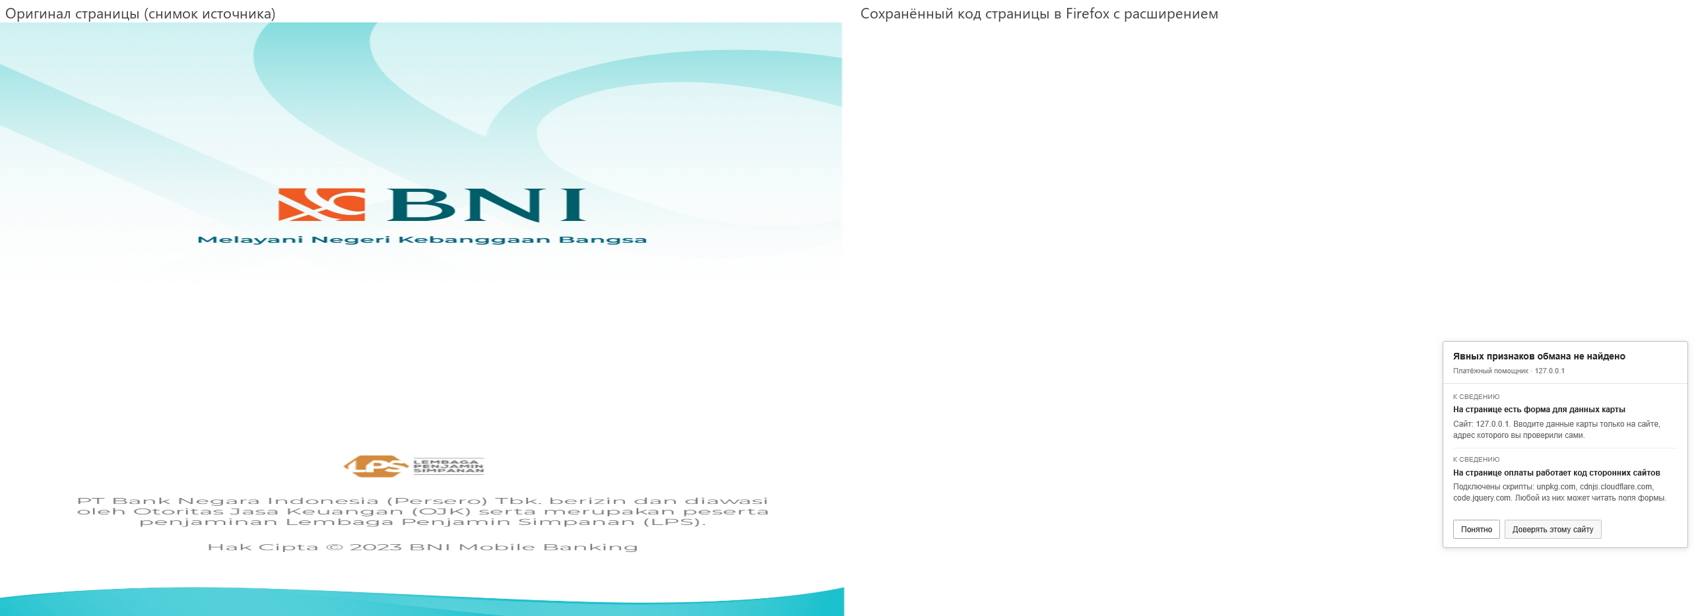 Оригинал страницы (снимок источника)
Сохранённый код страницы в Firefox с расширением
BNI
Melayani Negeri Kebanggaan Bangsa
LPS
LEMBAGA
PENJAMIN
SIMPANAN
PT Bank Negara Indonesia (Persero) Tbk. berizin dan diawasi
oleh Otoritas Jasa Keuangan (OJK) serta merupakan peserta
penjaminan Lembaga Penjamin Simpanan (LPS).
Hak Cipta © 2023 BNI Mobile Banking
Явных признаков обмана не найдено
Платёжный помощник · 127.0.0.1
К СВЕДЕНИЮ
На странице есть форма для данных карты
Сайт: 127.0.0.1. Вводите данные карты только на сайте,
адрес которого вы проверили сами.
К СВЕДЕНИЮ
На странице оплаты работает код сторонних сайтов
Подключены скрипты: unpkg.com, cdnjs.cloudflare.com,
code.jquery.com. Любой из них может читать поля формы.
Понятно
Доверять этому сайту